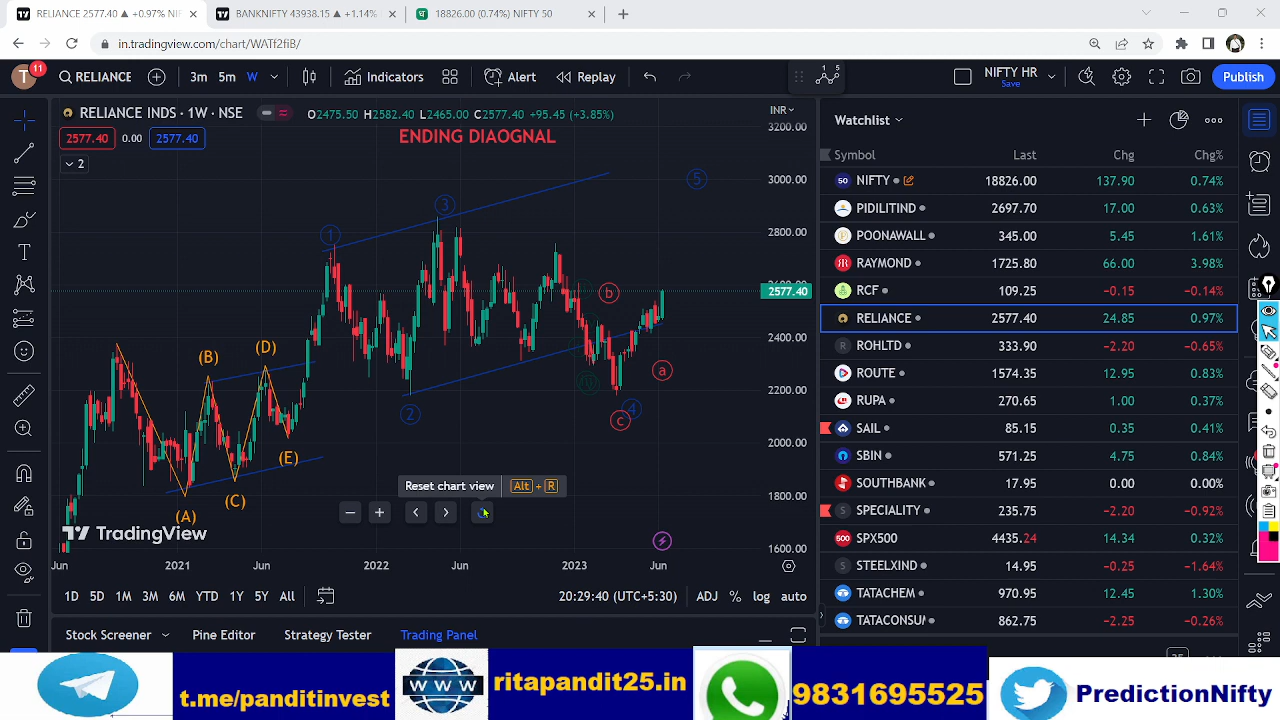 RELIANCE 2577.40 ▲ +0.97% NIF
BANKNIFTY 43938.15 ▲ +1.14%
18826.00 (0.74%) NIFTY 50
in.tradingview.com/chart/WATf2fiB/
T 11
RELIANCE
3m 5m W
Indicators
Alert
Replay
NIFTY HR
Save
Publish
RELIANCE INDS · 1W · NSE
O2475.50 H2582.40 L2465.00 C2577.40 +95.45 (+3.85%)
INR
2577.40 0.00 2577.40
2
ENDING DIAOGNAL
3200.00
3000.00
2800.00
2577.40
2400.00
2200.00
2000.00
1800.00
1600.00
1
2
3
4
5
a
b
c
(A)
(B)
(C)
(D)
(E)
Reset chart view Alt + R
TradingView
Jun 2021 Jun 2022 Jun 2023 Jun
1D 5D 1M 3M 6M YTD 1Y 5Y All
20:29:40 (UTC+5:30) ADJ % log auto
Stock Screener Pine Editor Strategy Tester Trading Panel
Watchlist
Symbol Last Chg Chg%
NIFTY 18826.00 137.90 0.74%
PIDILITIND 2697.70 17.00 0.63%
POONAWALL 345.00 5.45 1.61%
RAYMOND 1725.80 66.00 3.98%
RCF 109.25 −0.15 −0.14%
RELIANCE 2577.40 24.85 0.97%
ROHLTD 333.90 −2.20 −0.65%
ROUTE 1574.35 12.95 0.83%
RUPA 270.65 1.00 0.37%
SAIL 85.15 0.35 0.41%
SBIN 571.25 4.75 0.84%
SOUTHBANK 17.95 0.00 0.00%
SPECIALITY 235.75 −2.20 −0.92%
SPX500 4435.24 14.34 0.32%
STEELXIND 14.95 −0.25 −1.64%
TATACHEM 970.95 12.45 1.30%
TATACONSU 862.75 −2.25 −0.26%
t.me/panditinvest
WWW
ritapandit25.in
9831695525
PredictionNifty